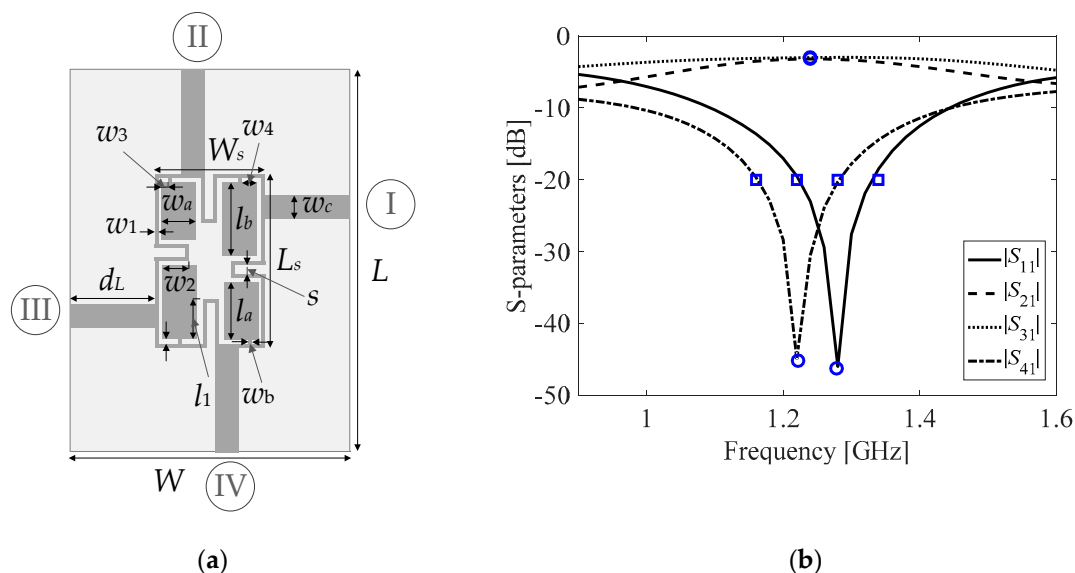 II
w3
w4
Ws
I
wa
wc
w1
lb
Ls
L
w2
s
dL
III
la
l1
wb
W
IV
(a)
0
-10
-20
-30
-40
-50
S-parameters [dB]
1
1.2
1.4
1.6
Frequency [GHz]
|S11|
|S21|
|S31|
|S41|
(b)